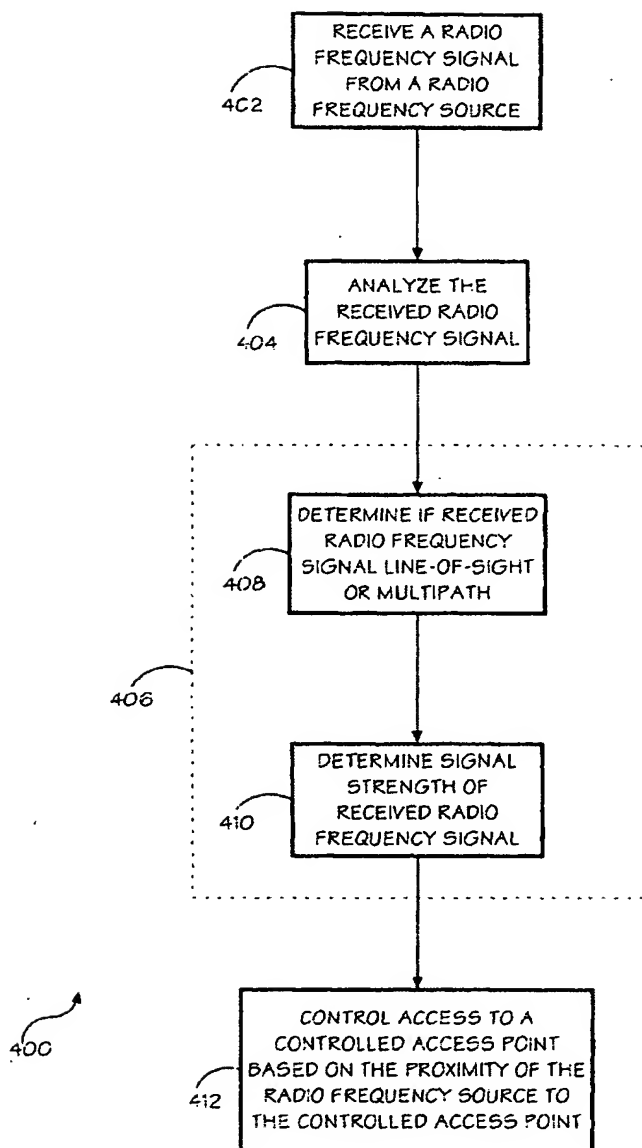 RECEIVE A RADIO
FREQUENCY SIGNAL
FROM A RADIO
FREQUENCY SOURCE
402
ANALYZE THE
RECEIVED RADIO
FREQUENCY SIGNAL
404
DETERMINE IF RECEIVED
RADIO FREQUENCY
SIGNAL LINE-OF-SIGHT
OR MULTIPATH
408
406
DETERMINE SIGNAL
STRENGTH OF
RECEIVED RADIO
FREQUENCY SIGNAL
410
400
CONTROL ACCESS TO A
CONTROLLED ACCESS POINT
BASED ON THE PROXIMITY OF THE
RADIO FREQUENCY SOURCE TO
THE CONTROLLED ACCESS POINT
412